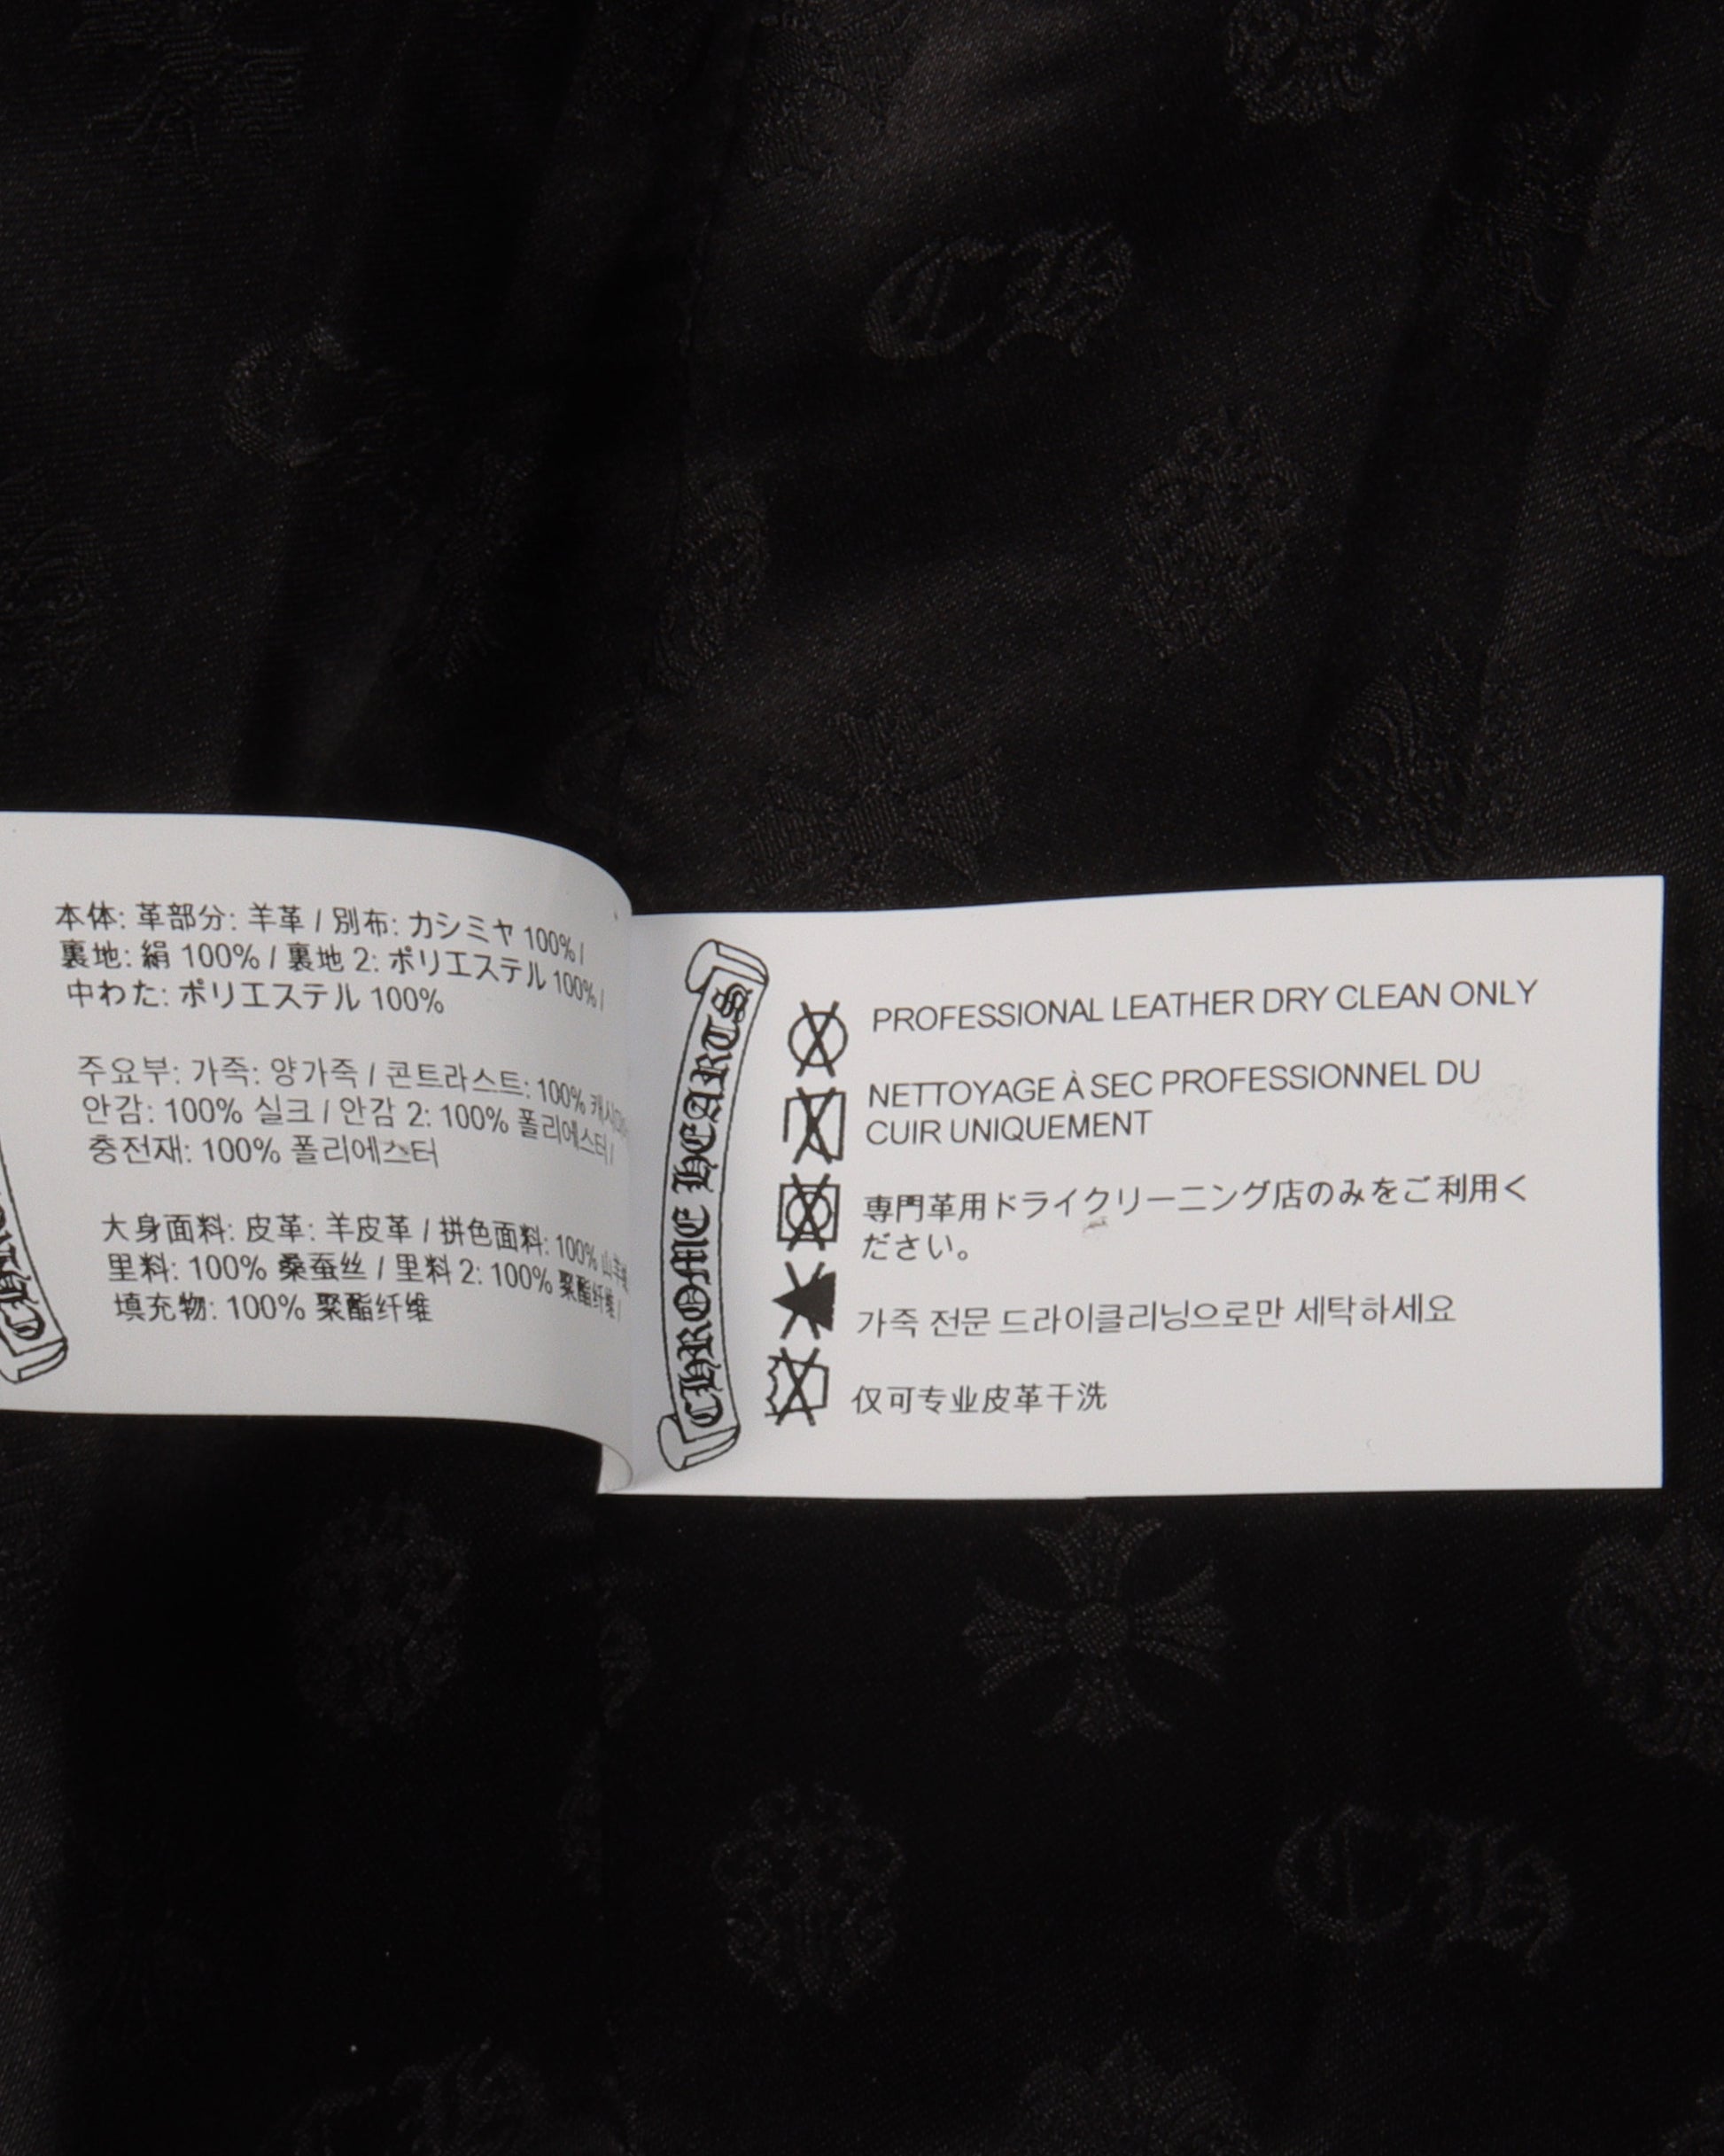 本体: 革部分: 羊革 / 別布: カシミヤ 100% /
裏地: 絹 100% / 裏地 2: ポリエステル 100% /
中わた: ポリエステル 100%
주요부: 가죽: 양가죽 / 콘트라스트: 100%
안감: 100% 실크 / 안감 2: 100% 폴리에스터 /
충전재: 100% 폴리에스터
大身面料: 皮革: 羊皮革 / 拼色面料: 100% 山羊绒
里料: 100% 桑蚕丝 / 里料 2: 100% 聚酯纤维 /
填充物: 100% 聚酯纤维
CHROME HEARTS
PROFESSIONAL LEATHER DRY CLEAN ONLY
NETTOYAGE À SEC PROFESSIONNEL DU
CUIR UNIQUEMENT
専門革用ドライクリーニング店のみをご利用く
ださい。
가죽 전문 드라이클리닝으로만 세탁하세요
仅可专业皮革干洗
CH
CH